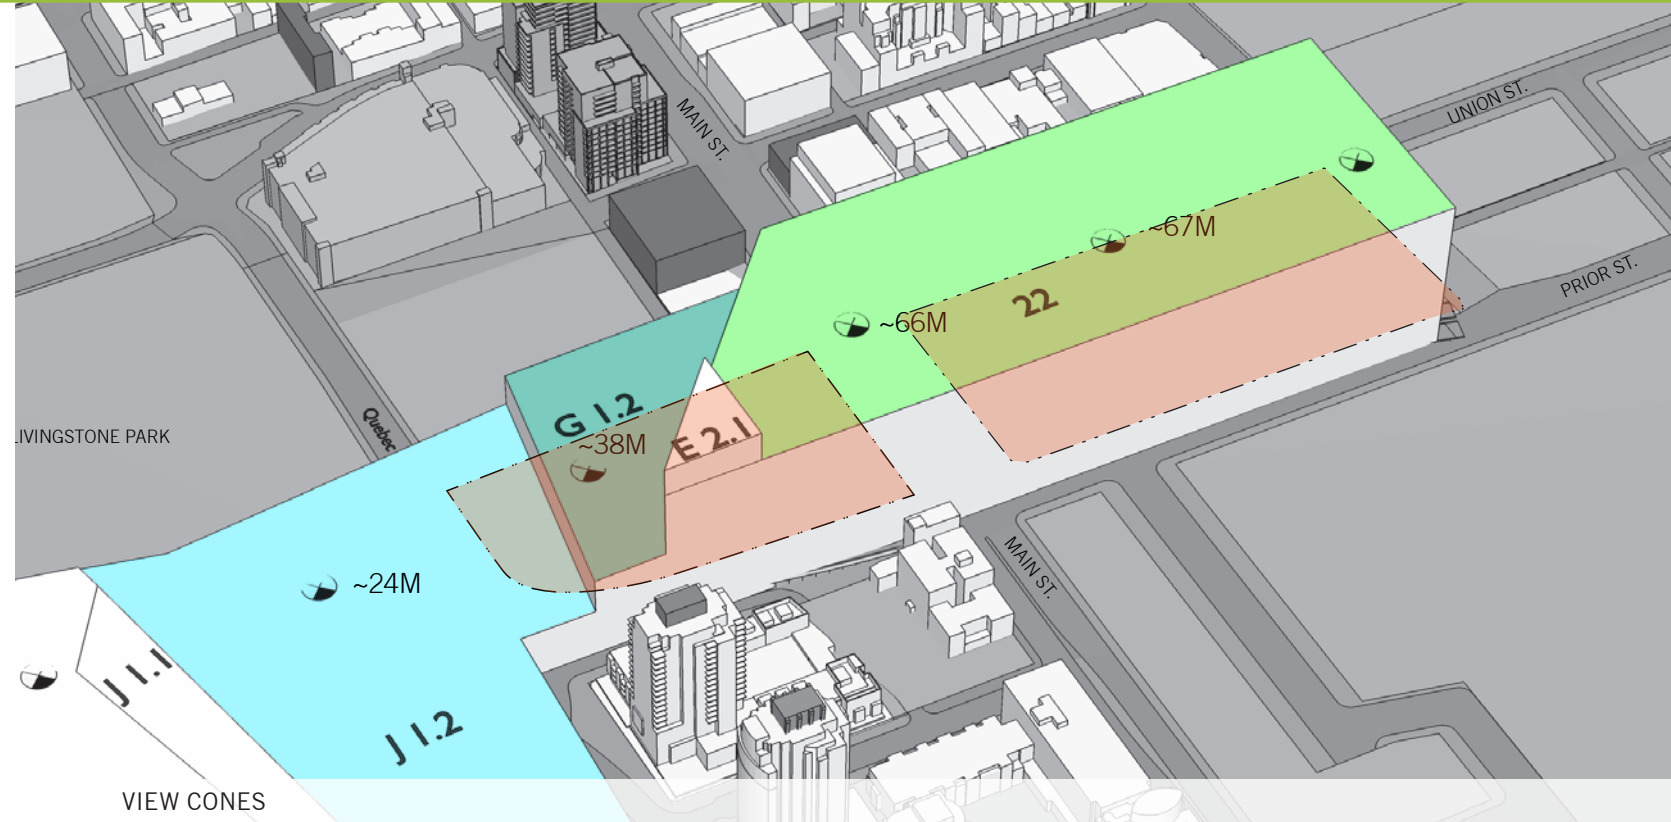 MAIN ST.
UNION ST.
~67M
PRIOR ST.
22
~66M
G 1.2
Quebec
LIVINGSTONE PARK
~38M
E 2.1
MAIN ST.
~24M
J 1.1
J 1.2
VIEW CONES